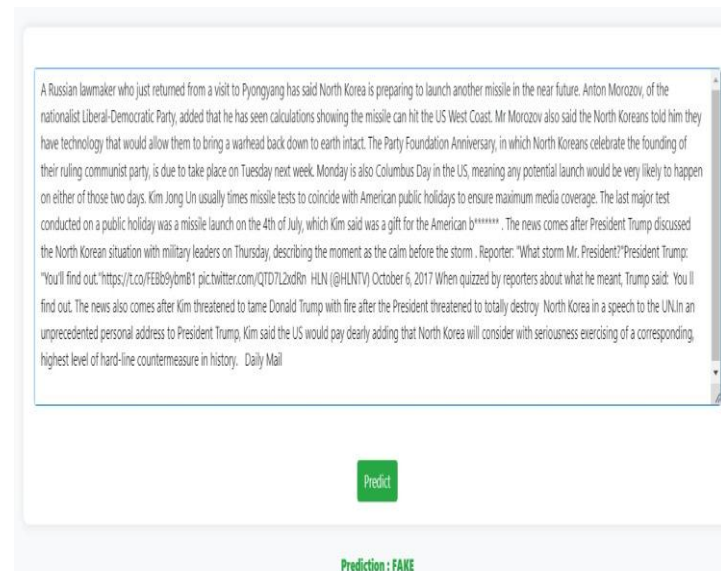 A Russian lawmaker who just returned from a visit to Pyongyang has said North Korea is preparing to launch another missile in the near future. Anton Morozov, of the
nationalist Liberal-Democratic Party, added that he has seen calculations showing the missile can hit the US West Coast. Mr Morozov also said the North Koreans told him they
have technology that would allow them to bring a warhead back down to earth intact. The Party Foundation Anniversary, in which North Koreans celebrate the founding of
their ruling communist party, is due to take place on Tuesday next week. Monday is also Columbus Day in the US, meaning any potential launch would be very likely to happen
on either of those two days. Kim Jong Un usually times missile tests to coincide with American public holidays to ensure maximum media coverage. The last major test
conducted on a public holiday was a missile launch on the 4th of July, which Kim said was a gift for the American b******* . The news comes after President Trump discussed
the North Korean situation with military leaders on Thursday, describing the moment as the calm before the storm . Reporter: "What storm Mr. President?"President Trump:
"You'll find out."https://t.co/FEBb9ybmB1 pic.twitter.com/QTD7L2xdRn HLN (@HLNTV) October 6, 2017 When quizzed by reporters about what he meant, Trump said: You ll
find out. The news also comes after Kim threatened to tame Donald Trump with fire after the President threatened to totally destroy North Korea in a speech to the UN.In an
unprecedented personal address to President Trump, Kim said the US would pay dearly adding that North Korea will consider with seriousness exercising of a corresponding,
highest level of hard-line countermeasure in history. Daily Mail
Predict
Prediction : FAKE